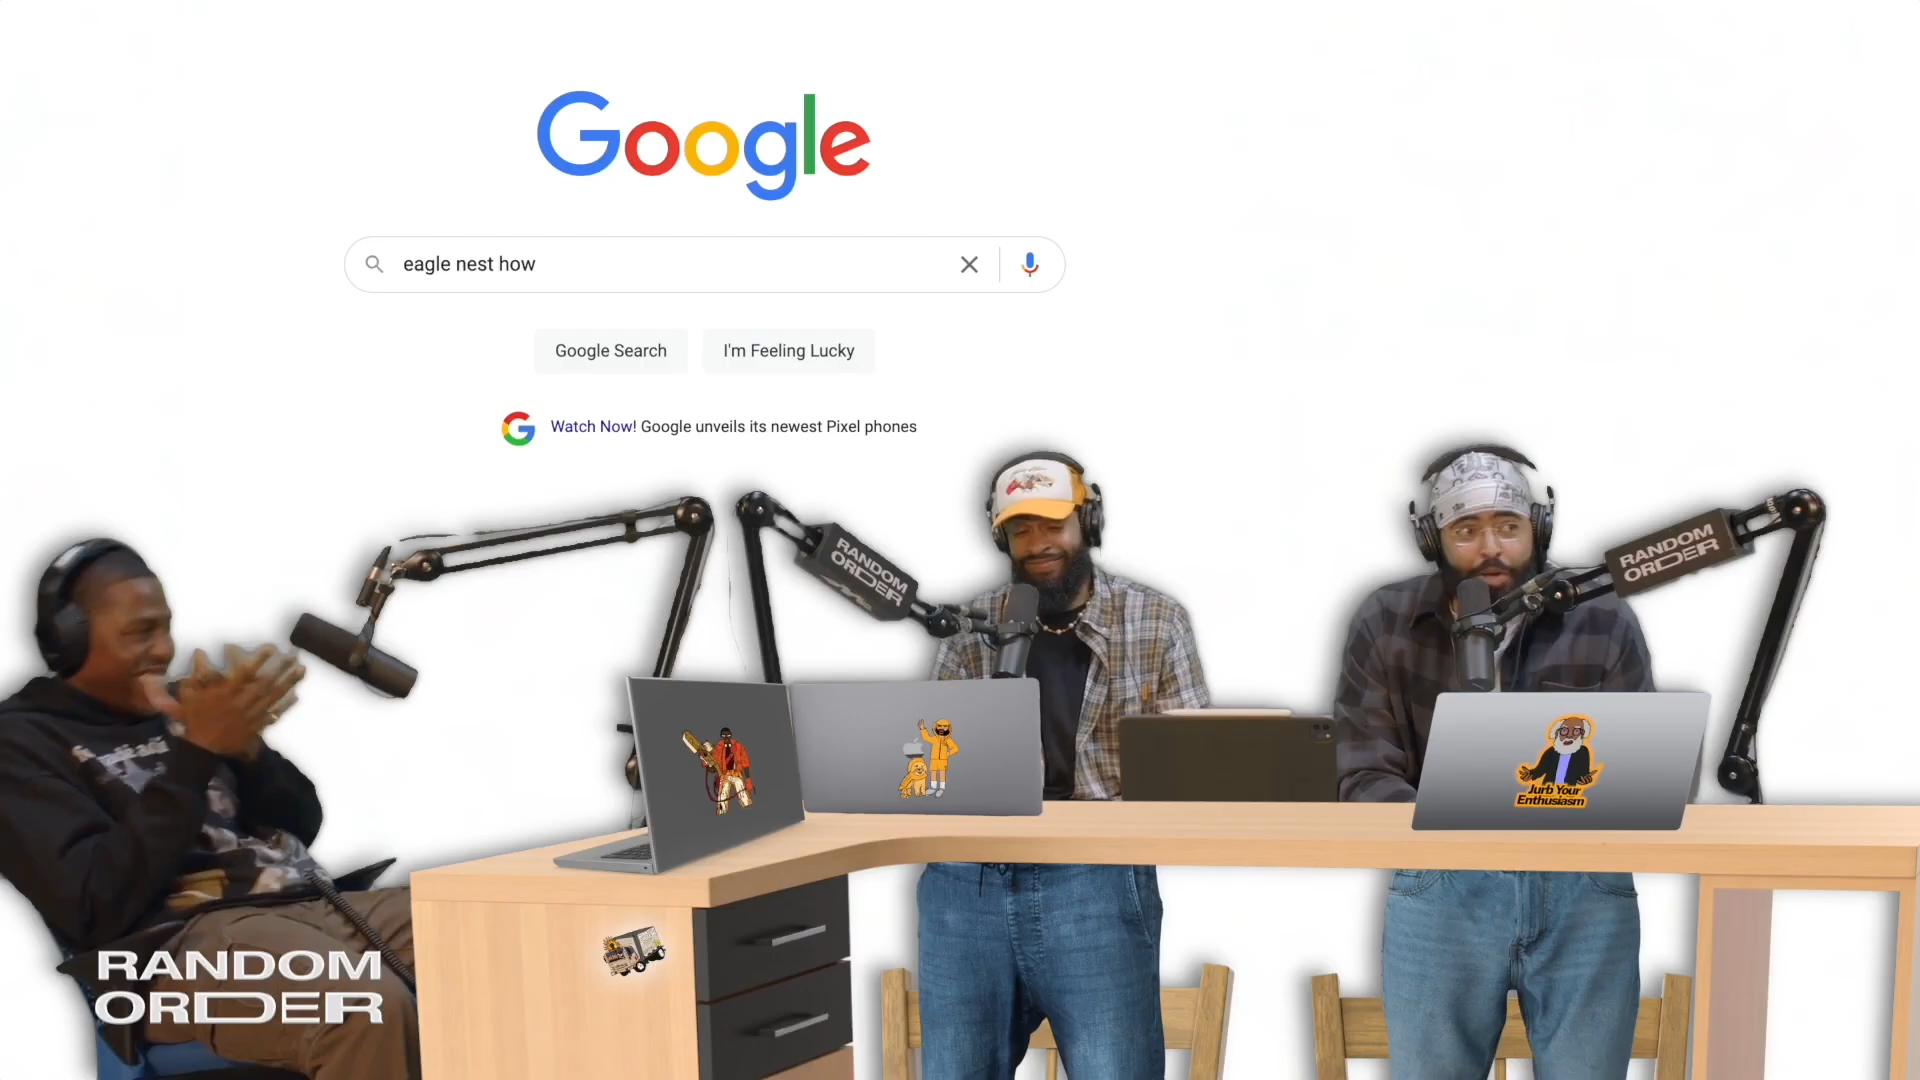 Google
eagle nest how
Google Search
I'm Feeling Lucky
Watch Now! Google unveils its newest Pixel phones
RANDOM
ORDER
RANDOM
ORDER
Jurb Your
Enthusiasm
RANDOM
ORDER